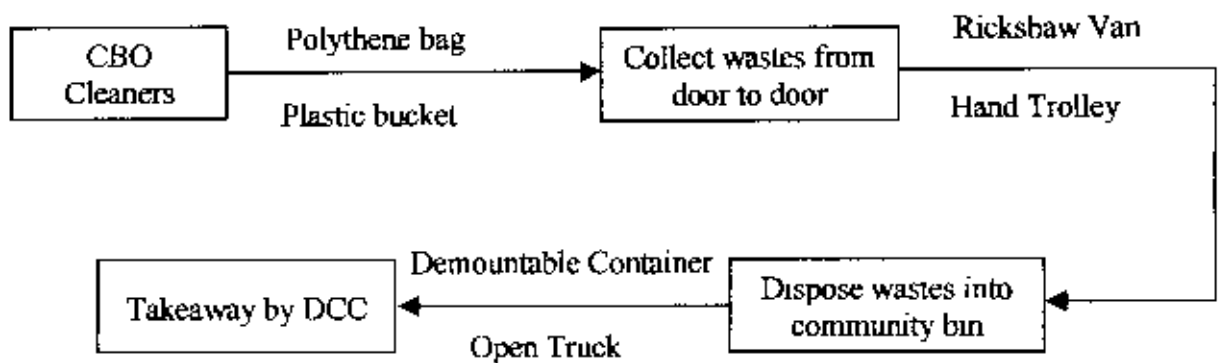 CBO
Cleaners
Polythene bag
Plastic bucket
Collect wastes from
door to door
Rickshaw Van
Hand Trolley
Dispose wastes into
community bin
Demountable Container
Open Truck
Takeaway by DCC